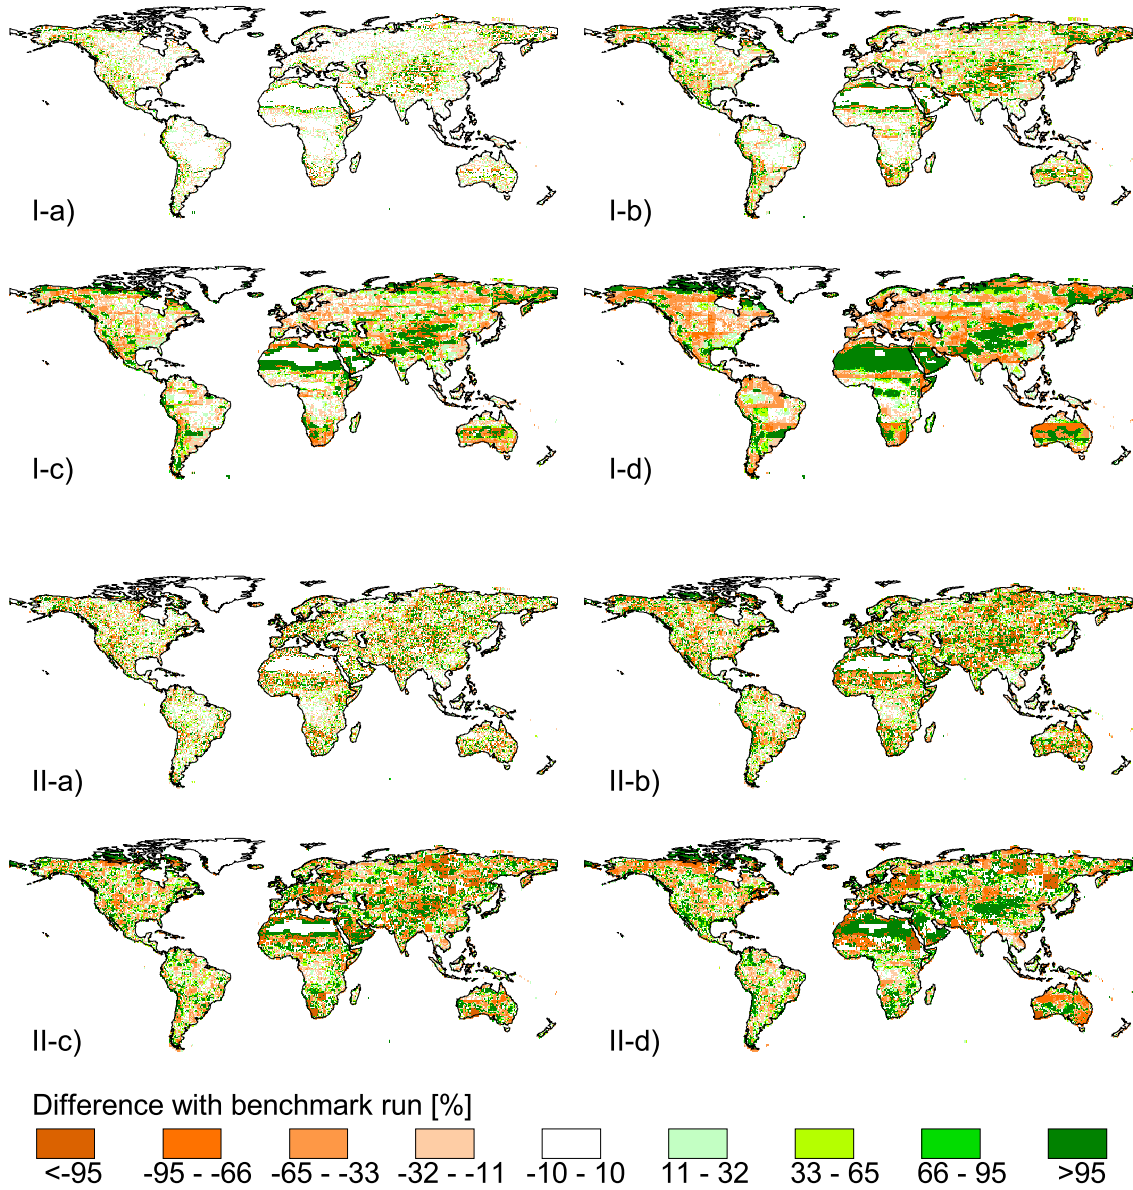 I-a) I-b)
I-c) I-d)
II-a) II-b)
II-c) II-d)
Difference with benchmark run [%]
<-95 -95 - -66 -65 - -33 -32 - -11 -10 - 10 11 - 32 33 - 65 66 - 95 >95